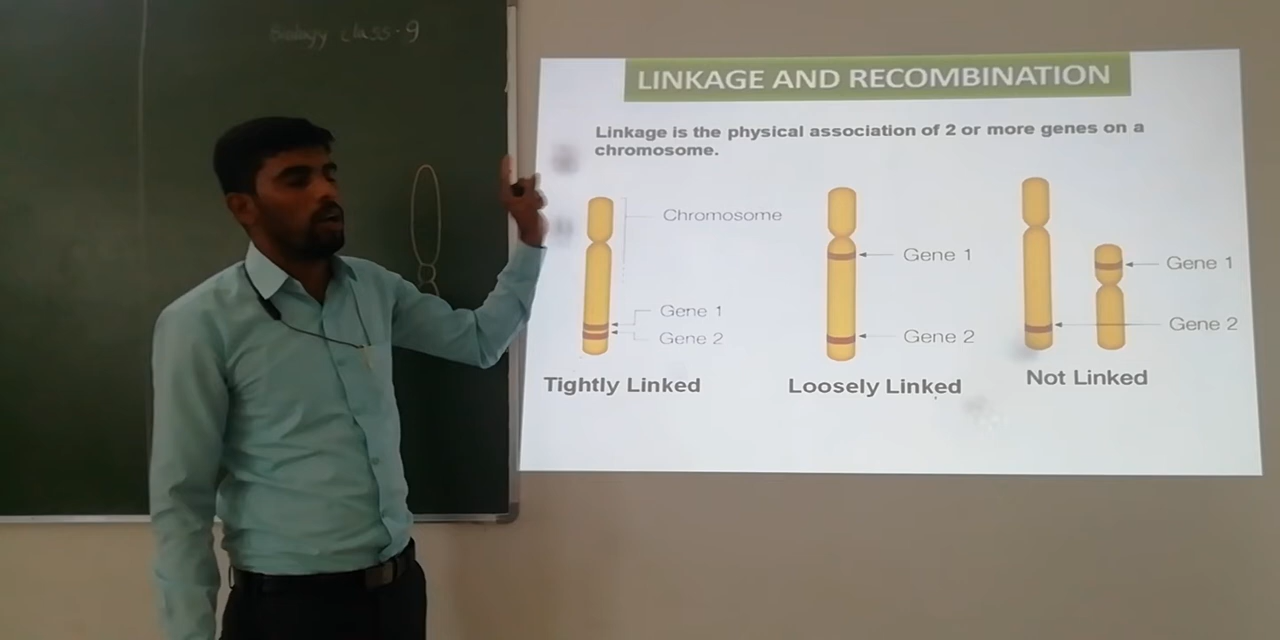 Biology class - 9
LINKAGE AND RECOMBINATION
Linkage is the physical association of 2 or more genes on a
chromosome.
Chromosome
Gene 1
Gene 2
Tightly Linked
Gene 1
Gene 2
Loosely Linked
Gene 1
Gene 2
Not Linked